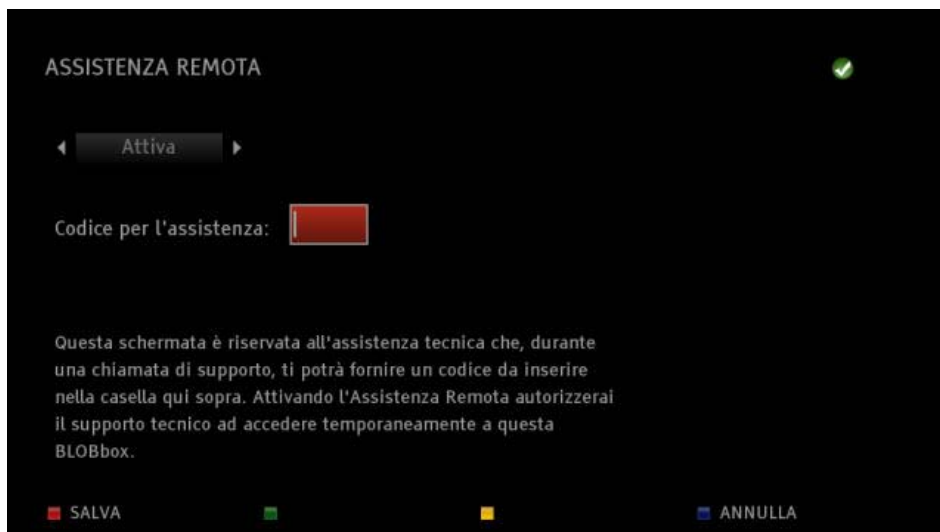 ASSISTENZA REMOTA
Attiva
Codice per l'assistenza:
Questa schermata è riservata all'assistenza tecnica che, durante
una chiamata di supporto, ti potrà fornire un codice da inserire
nella casella qui sopra. Attivando l'Assistenza Remota autorizzerai
il supporto tecnico ad accedere temporaneamente a questa
BLOBbox.
SALVA ANNULLA